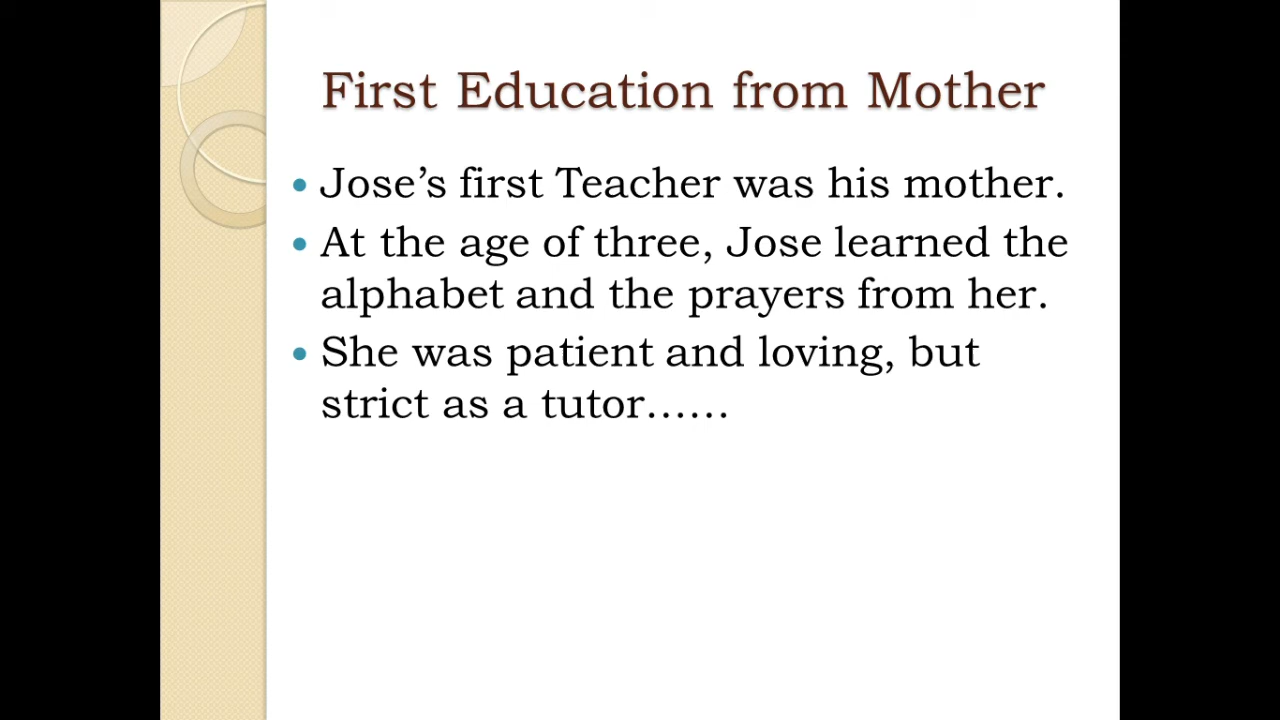 First Education from Mother
• Jose’s first Teacher was his mother.
• At the age of three, Jose learned the
alphabet and the prayers from her.
• She was patient and loving, but
strict as a tutor……